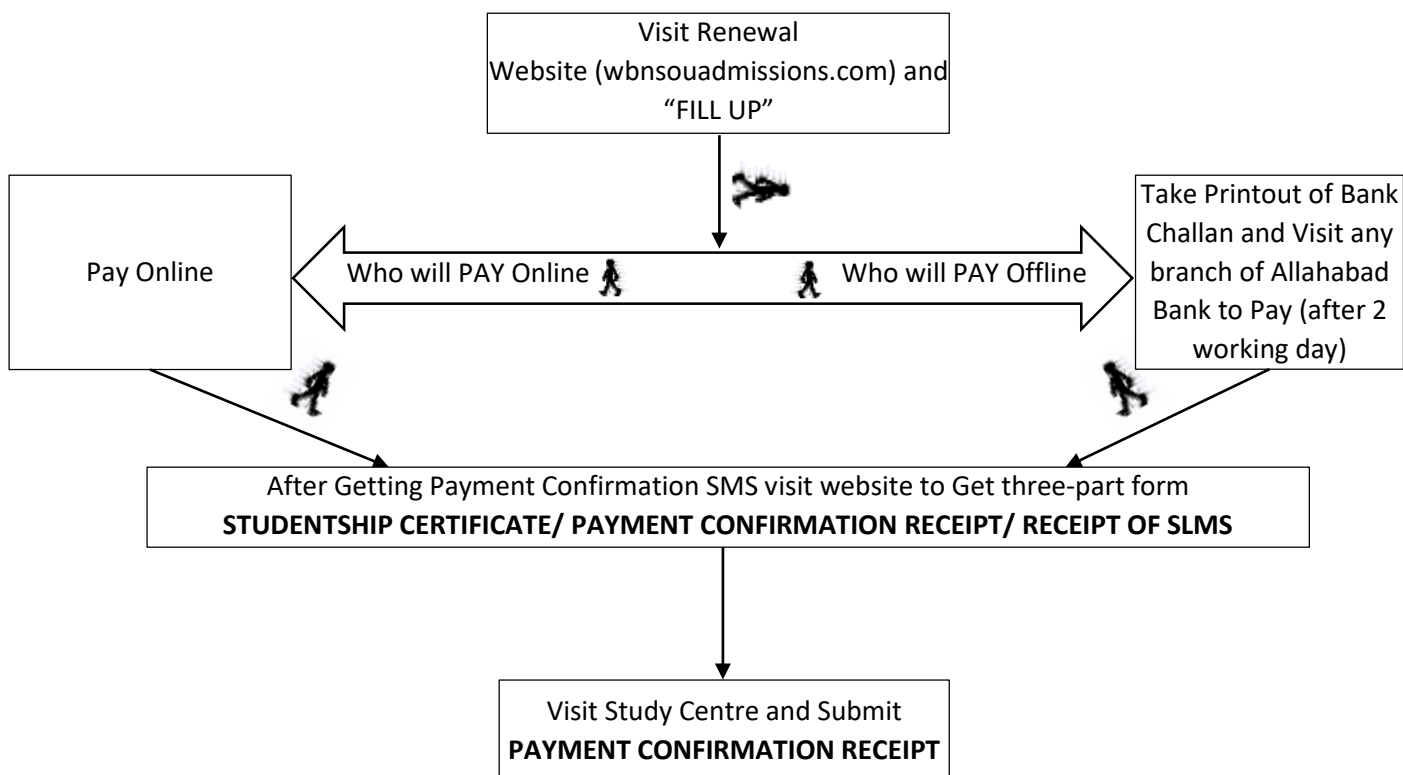 Visit Renewal
Website (wbnsouadmissions.com) and
“FILL UP”
Pay Online
Who will PAY Online
Who will PAY Offline
Take Printout of Bank
Challan and Visit any
branch of Allahabad
Bank to Pay (after 2
working day)
After Getting Payment Confirmation SMS visit website to Get three-part form
STUDENTSHIP CERTIFICATE/ PAYMENT CONFIRMATION RECEIPT/ RECEIPT OF SLMS
Visit Study Centre and Submit
PAYMENT CONFIRMATION RECEIPT